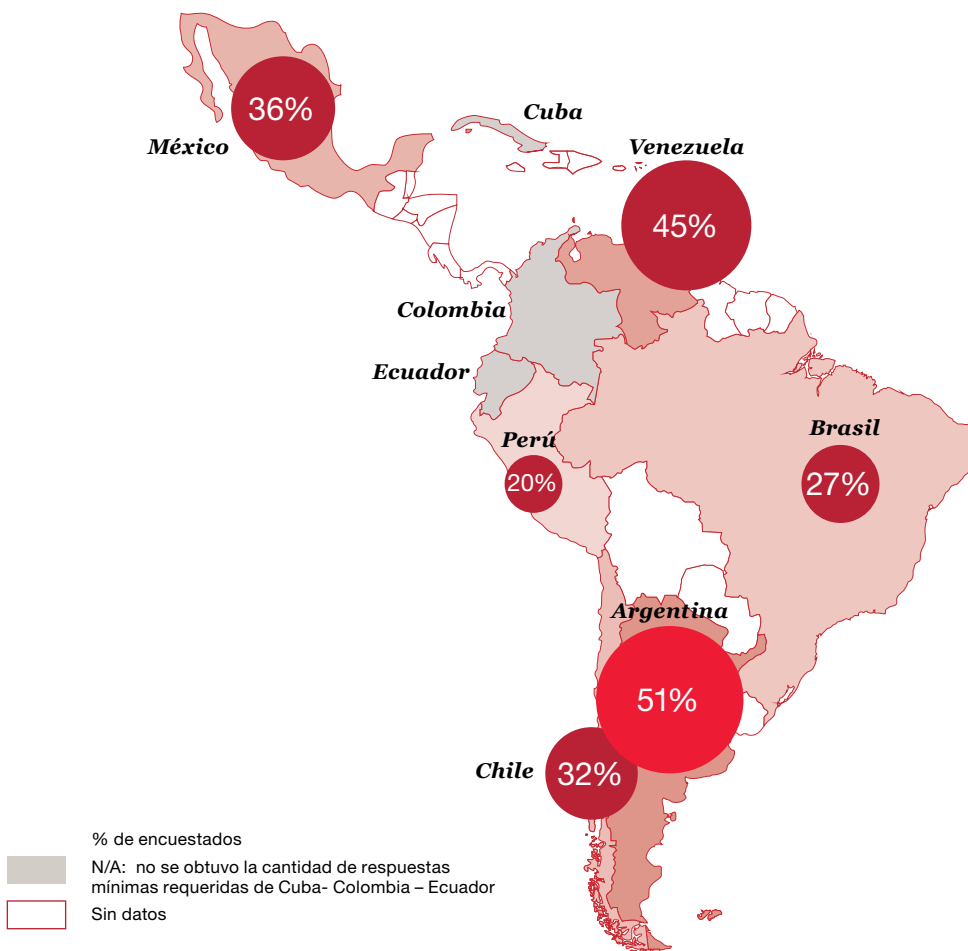 36%
México
Cuba
Venezuela
45%
Colombia
Ecuador
Perú
20%
Brasil
27%
Argentina
51%
Chile
32%
% de encuestados
N/A: no se obtuvo la cantidad de respuestas
mínimas requeridas de Cuba- Colombia – Ecuador
Sin datos